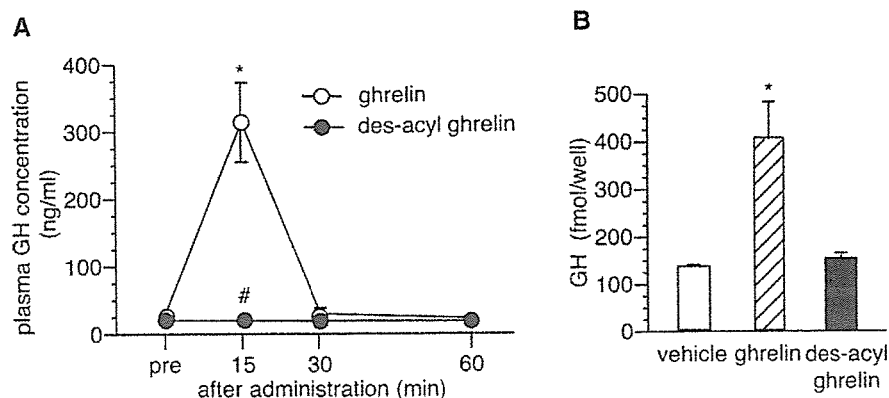 A
plasma GH concentration
(ng/ml)
400
300
200
100
0
*
#
ghrelin
des-acyl ghrelin
pre 15 30 60
after administration (min)
B
GH (fmol/well)
500
400
300
200
100
0
*
vehicle ghrelin des-acyl
ghrelin